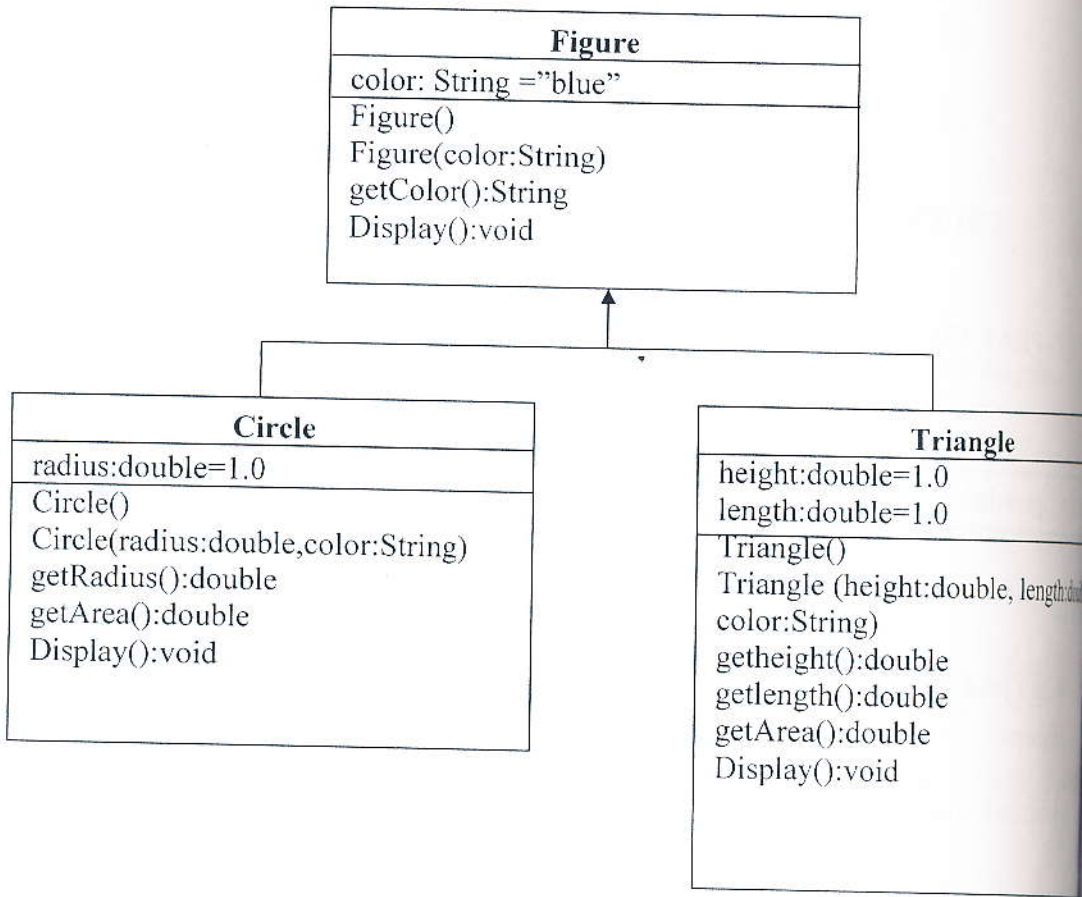 Figure
color: String =”blue”
Figure()
Figure(color:String)
getColor():String
Display():void
Circle
radius:double=1.0
Circle()
Circle(radius:double,color:String)
getRadius():double
getArea():double
Display():void
Triangle
height:double=1.0
length:double=1.0
Triangle()
Triangle (height:double, length:
color:String)
getheight():double
getlength():double
getArea():double
Display():void